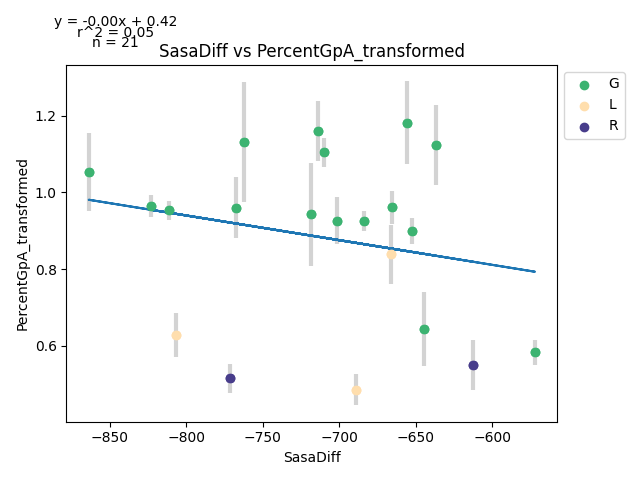 y = -0.00x + 0.42
r^2 = 0.05
n = 21
SasaDiff vs PercentGpA_transformed
G
L
R
PercentGpA_transformed
1.2
1.0
0.8
0.6
−850
−800
−750
−700
−650
−600
SasaDiff